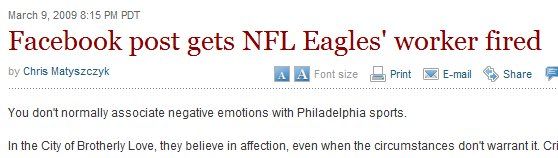 March 9, 2009 8:15 PM PDT
Facebook post gets NFL Eagles' worker fired
by Chris Matyszczyk
A A Font size Print E-mail Share
You don't normally associate negative emotions with Philadelphia sports.
In the City of Brotherly Love, they believe in affection, even when the circumstances don't warrant it. Cri